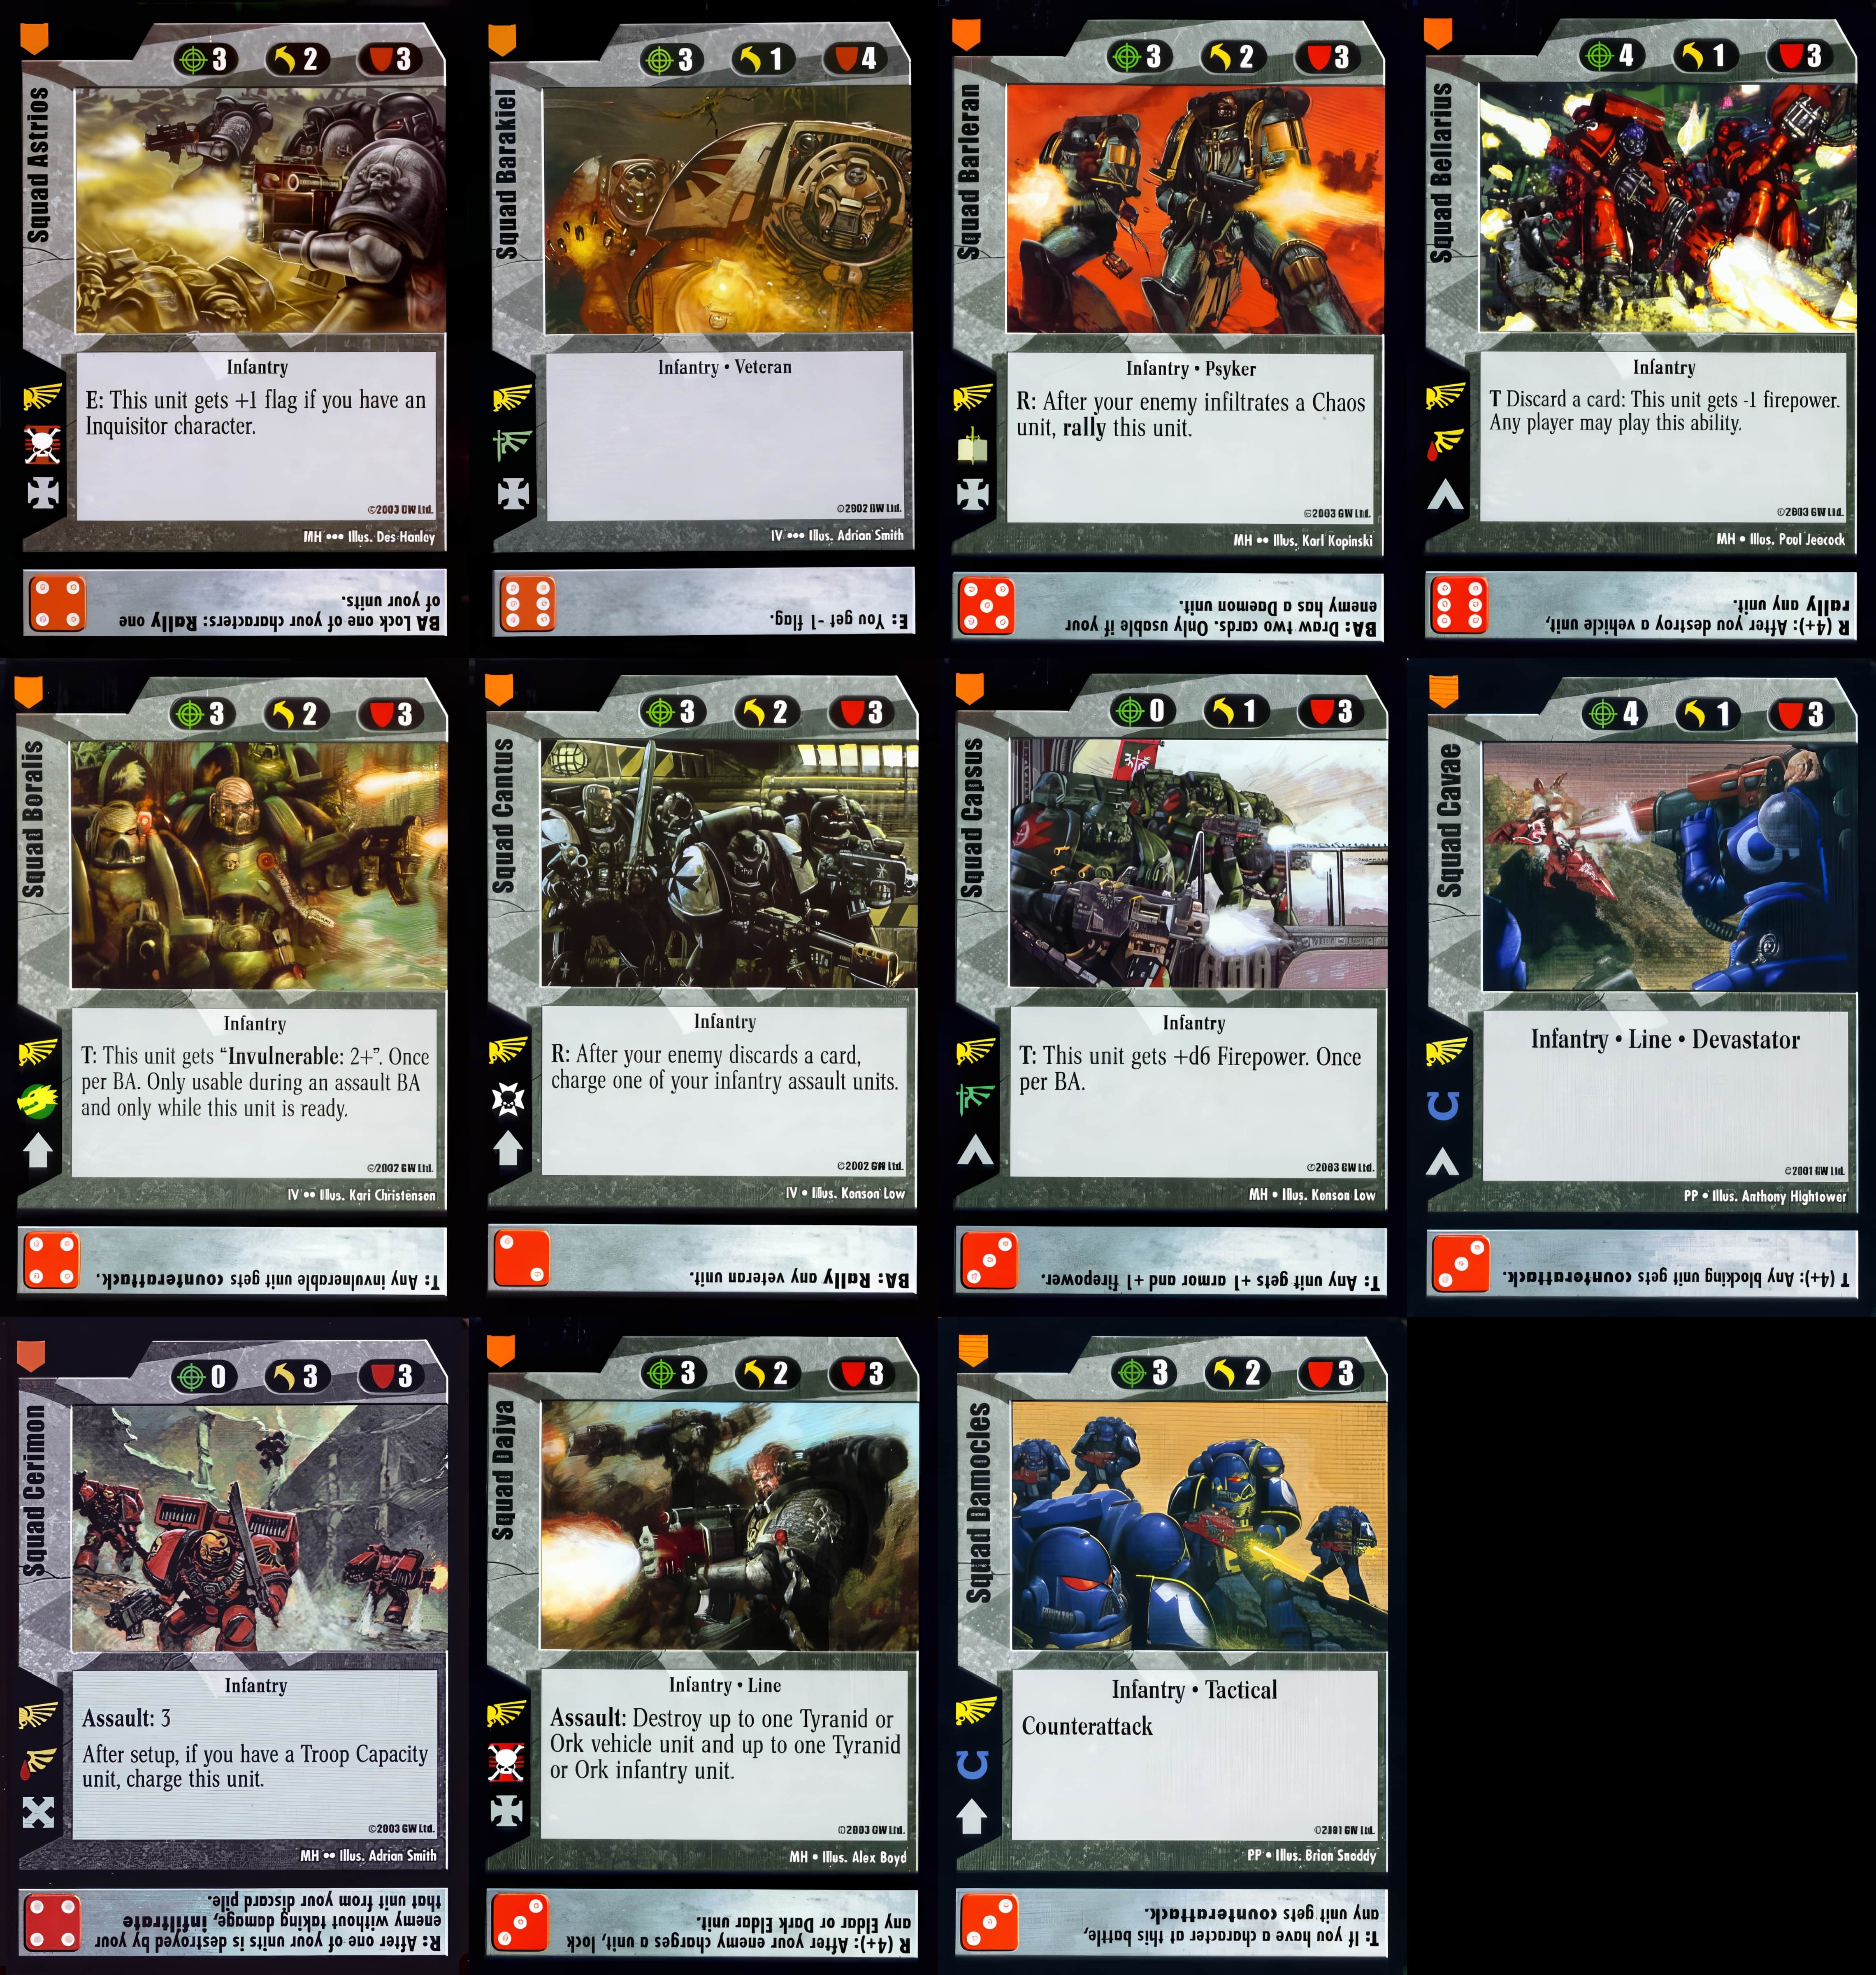 Squad Astrios
3 2 3
Infantry
E: This unit gets +1 flag if you have an
Inquisitor character.
©2003 GW Ltd.
MH ••• Illus. Des Hanley
BA Lock one of your characters: Rally one
of your units.
Squad Barakiel
3 1 4
Infantry • Veteran
©2002 GW Ltd.
IV ••• Illus. Adrian Smith
E: You get -1 flag.
Squad Barleran
3 2 3
Infantry • Psyker
R: After your enemy infiltrates a Chaos
unit, rally this unit.
©2003 GW Ltd.
MH •• Illus. Karl Kopinski
BA: Draw two cards. Only usable if your
enemy has a Daemon unit.
Squad Bellarius
4 1 3
Infantry
T Discard a card: This unit gets -1 firepower.
Any player may play this ability.
©2003 GW Ltd.
MH • Illus. Paul Jeacock
R (4+): After you destroy a vehicle unit,
rally any unit.
Squad Boralis
3 2 3
Infantry
T: This unit gets “Invulnerable: 2+”. Once
per BA. Only usable during an assault BA
and only while this unit is ready.
©2002 GW Ltd.
IV •• Illus. Kari Christensen
T: Any invulnerable unit gets counterattack.
Squad Cantus
3 2 3
Infantry
R: After your enemy discards a card,
charge one of your infantry assault units.
©2002 GW Ltd.
IV • Illus. Konson Low
BA: Rally any veteran unit.
Squad Capsus
0 1 3
Infantry
T: This unit gets +d6 Firepower. Once
per BA.
©2003 GW Ltd.
MH • Illus. Kenson Low
T: Any unit gets +1 armor and +1 firepower.
Squad Cavae
4 1 3
Infantry • Line • Devastator
©2001 GW Ltd.
PP • Illus. Anthony Hightower
T (4+): Any blocking unit gets counterattack.
Squad Cerimon
0 3 3
Infantry
Assault: 3
After setup, if you have a Troop Capacity
unit, charge this unit.
©2003 GW Ltd.
MH •• Illus. Adrian Smith
R: After one of your units is destroyed by your
enemy without taking damage, infiltrate
that unit from your discard pile.
Squad Dajya
3 2 3
Infantry • Line
Assault: Destroy up to one Tyranid or
Ork vehicle unit and up to one Tyranid
or Ork infantry unit.
©2003 GW Ltd.
MH • Illus. Alex Boyd
R (4+): After your enemy charges a unit, lock
any Eldar or Dark Eldar unit.
Squad Damocles
3 2 3
Infantry • Tactical
Counterattack
©2001 GW Ltd.
PP • Illus. Brian Snoddy
T: If you have a character at this battle,
any unit gets counterattack.